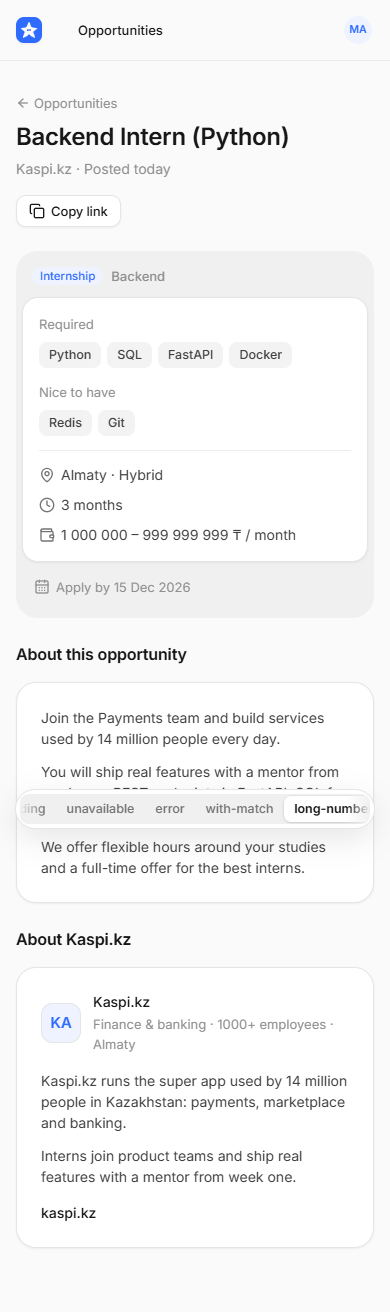 Opportunities
MA
← Opportunities
Backend Intern (Python)
Kaspi.kz · Posted today
Copy link
Internship Backend
Required
Python SQL FastAPI Docker
Nice to have
Redis Git
Almaty · Hybrid
3 months
1 000 000 – 999 999 999 ₸ / month
Apply by 15 Dec 2026
About this opportunity
Join the Payments team and build services
used by 14 million people every day.
You will ship real features with a mentor from
unavailable error with-match
We offer flexible hours around your studies
and a full-time offer for the best interns.
About Kaspi.kz
KA
Kaspi.kz
Finance & banking · 1000+ employees ·
Almaty
Kaspi.kz runs the super app used by 14 million
people in Kazakhstan: payments, marketplace
and banking.
Interns join product teams and ship real
features with a mentor from week one.
kaspi.kz